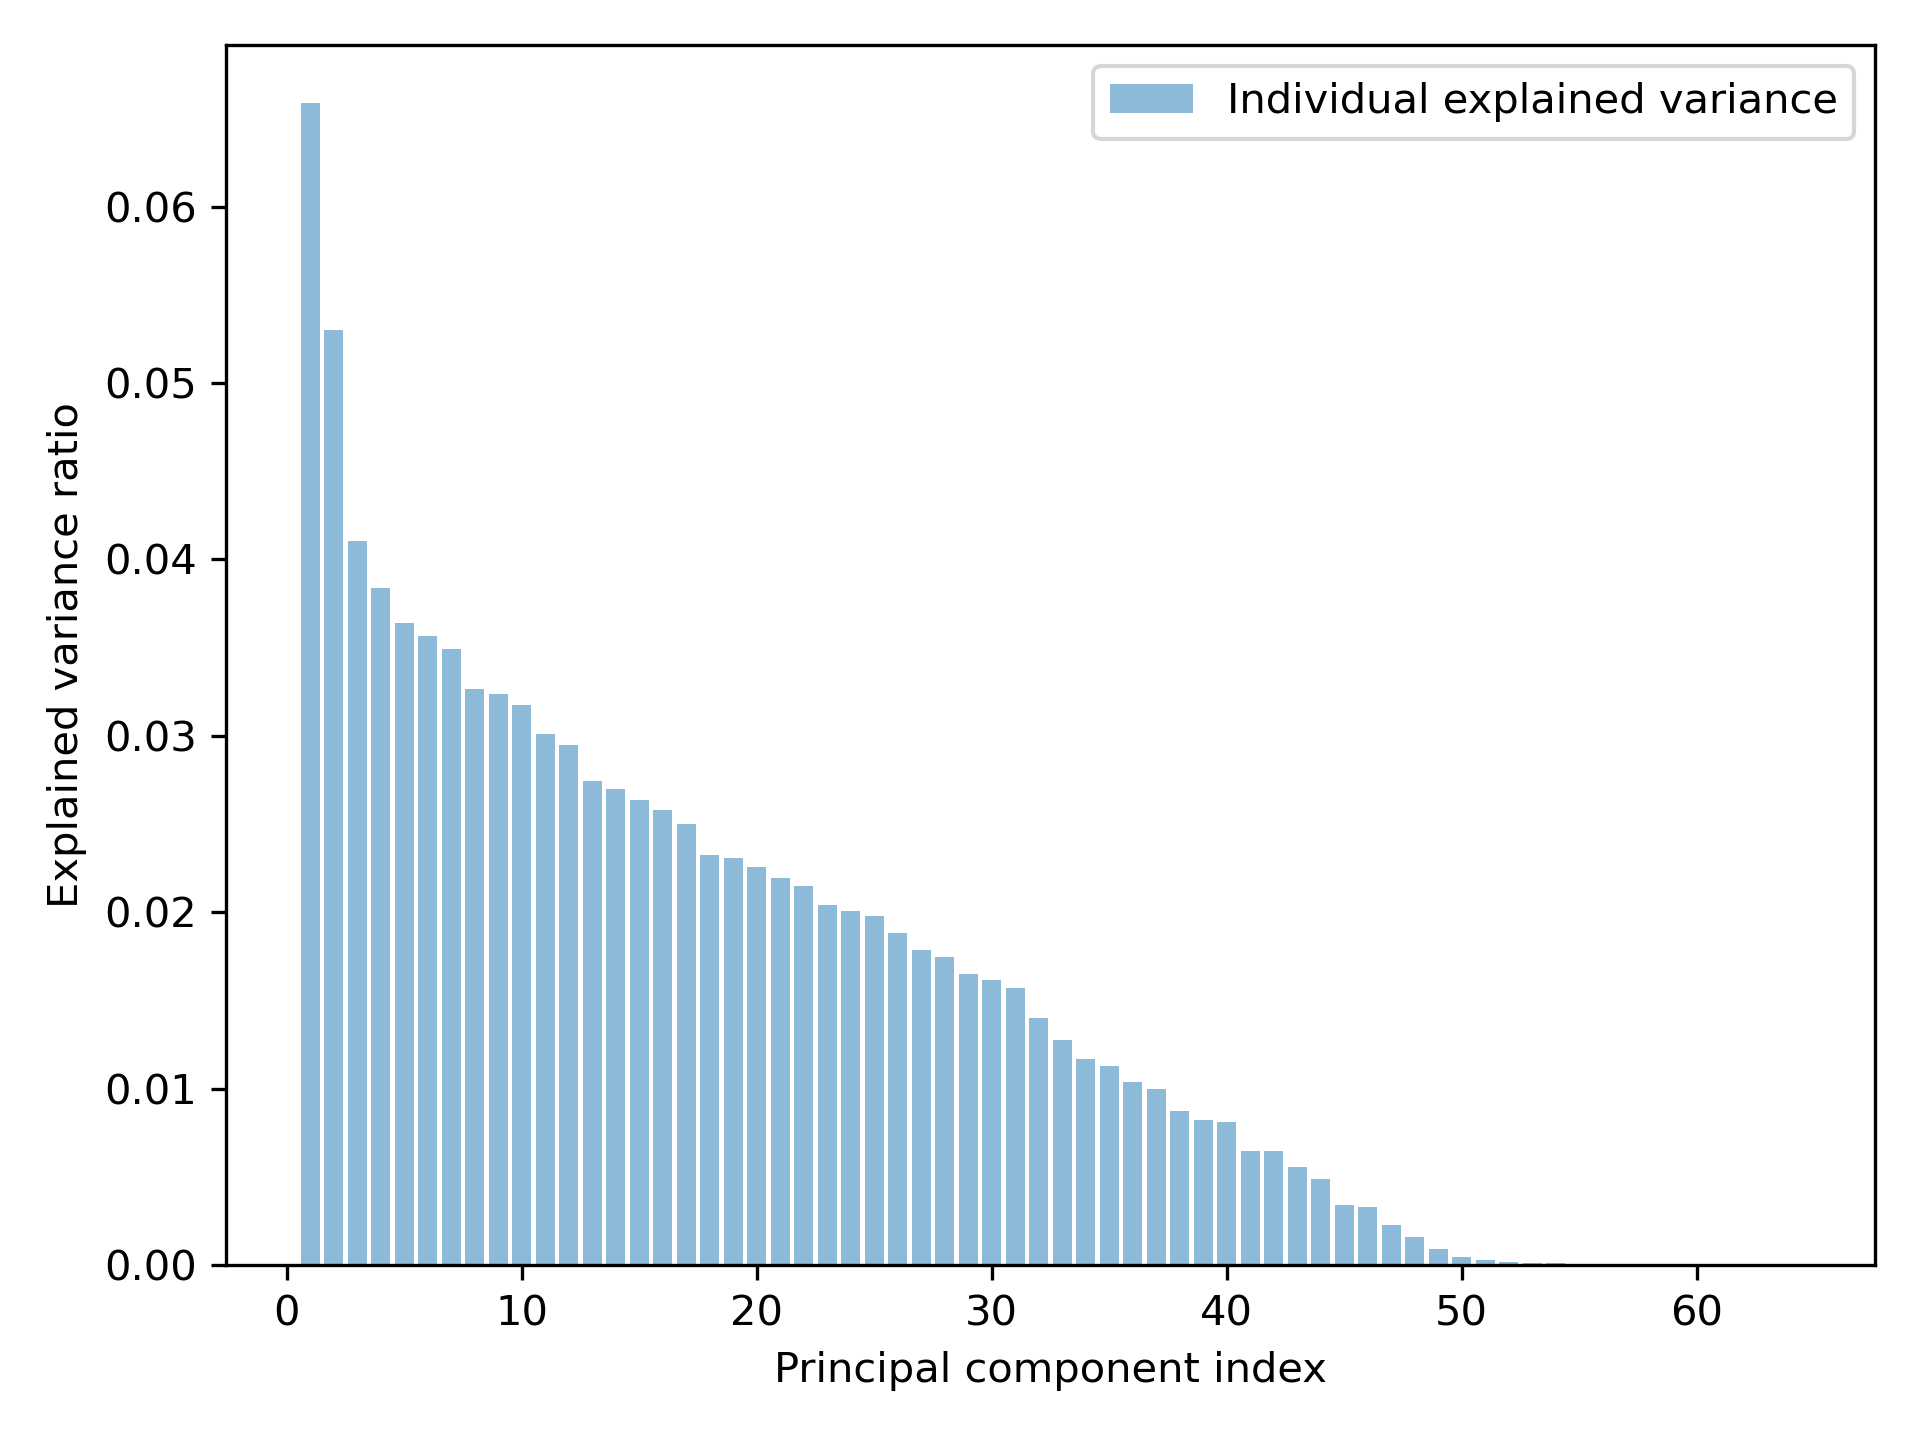 Individual explained variance
0.06
0.05
0.04
0.03
0.02
0.01
0.00
Explained variance ratio
0 10 20 30 40 50 60
Principal component index